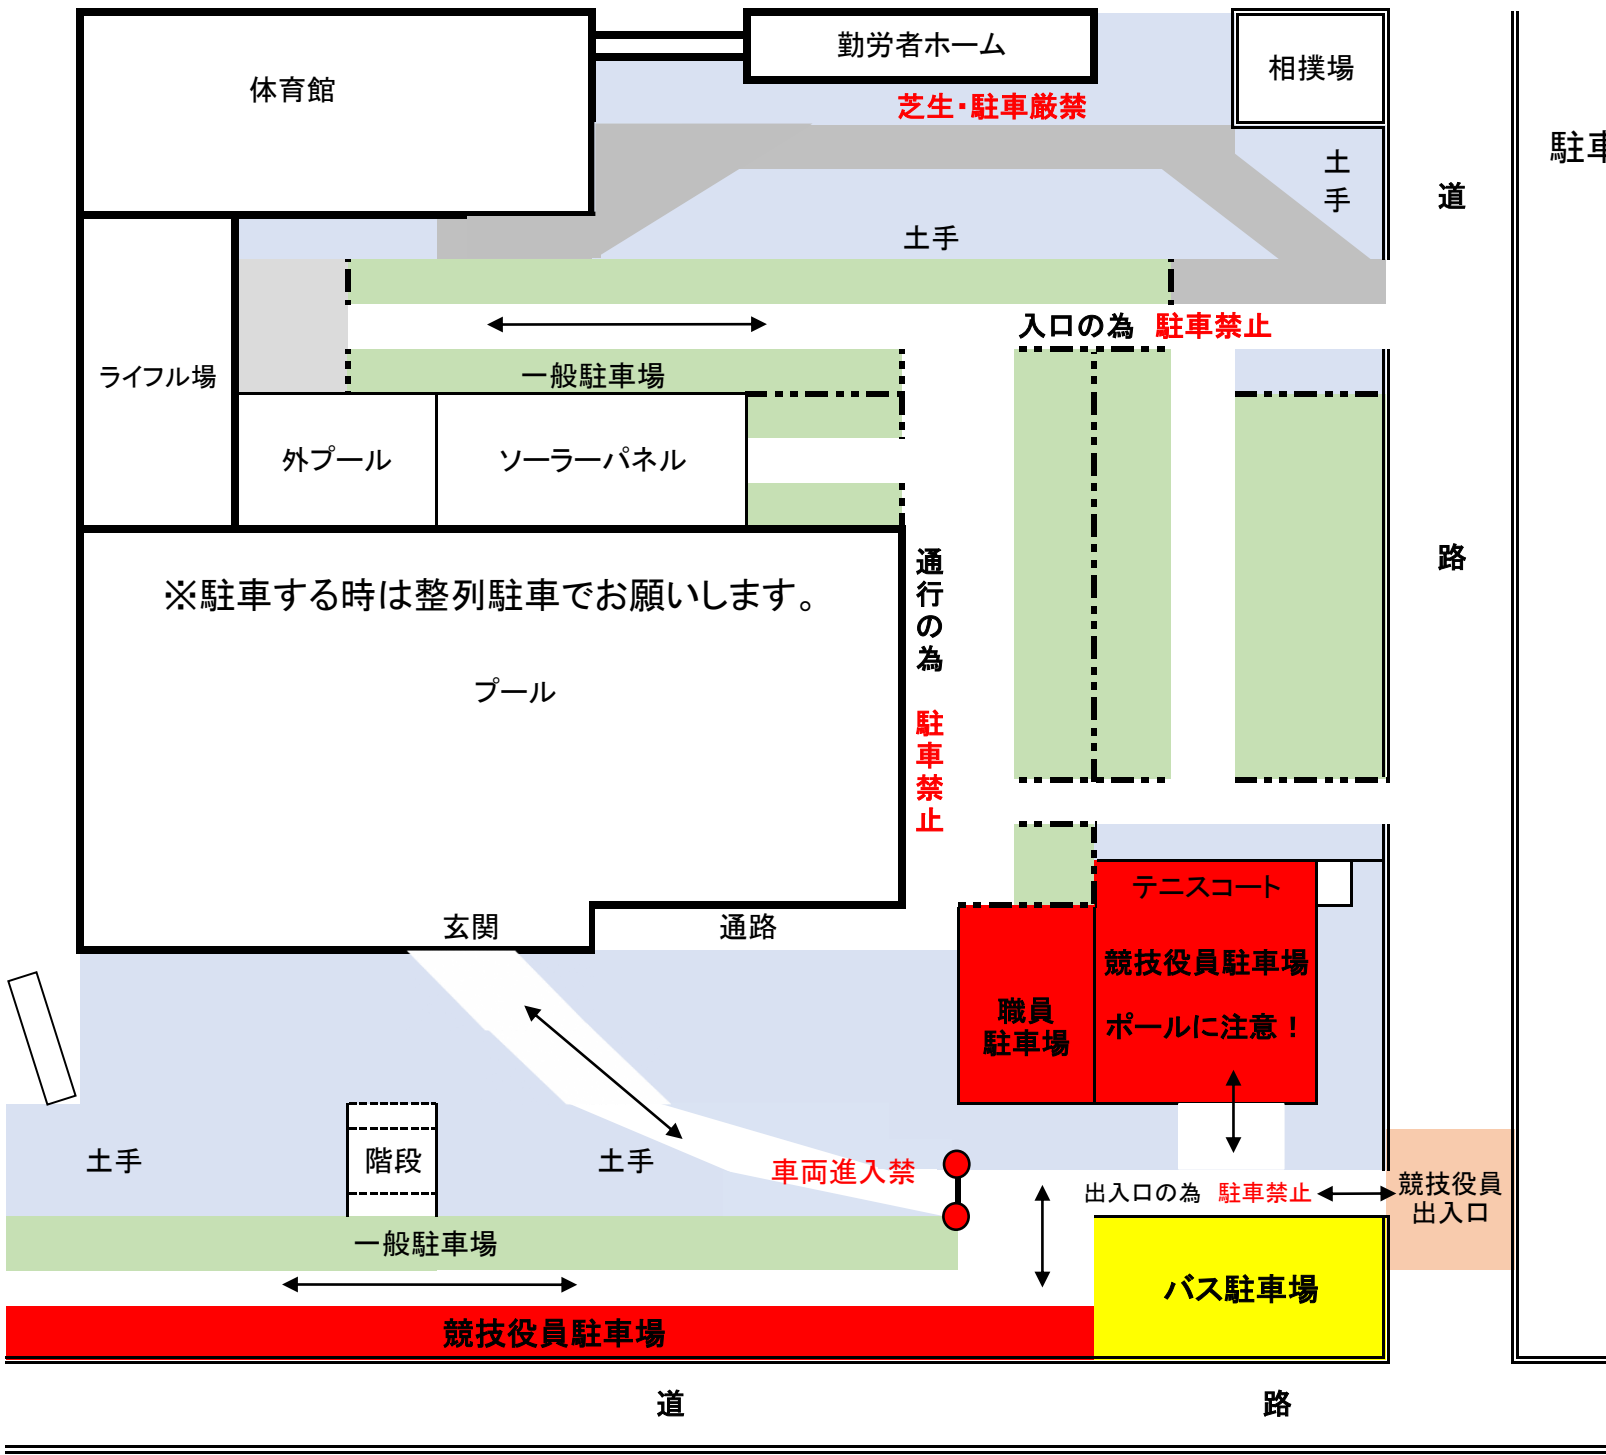 体育館
勤労者ホーム
相撲場
芝生・駐車厳禁
土手
駐車
道
土手
入口の為 駐車禁止
ライフル場
一般駐車場
外プール
ソーラーパネル
路
通行の為 駐車禁止
※駐車する時は整列駐車でお願いします。
プール
テニスコート
玄関
通路
競技役員駐車場
職員
駐車場
ポールに注意！
土手
階段
土手
車両進入禁
出入口の為 駐車禁止
競技役員
出入口
一般駐車場
バス駐車場
競技役員駐車場
道
路